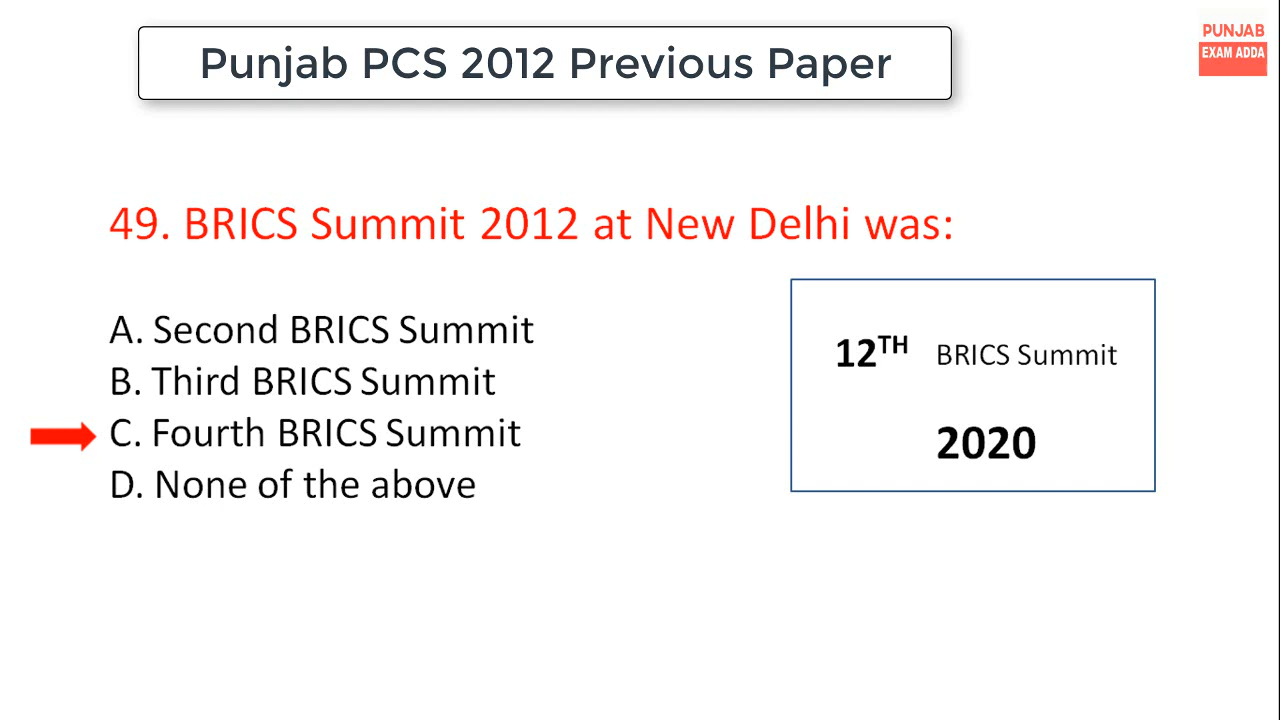 Punjab PCS 2012 Previous Paper
PUNJAB
EXAM ADDA
49. BRICS Summit 2012 at New Delhi was:
A. Second BRICS Summit
B. Third BRICS Summit
C. Fourth BRICS Summit
D. None of the above
12TH BRICS Summit
2020